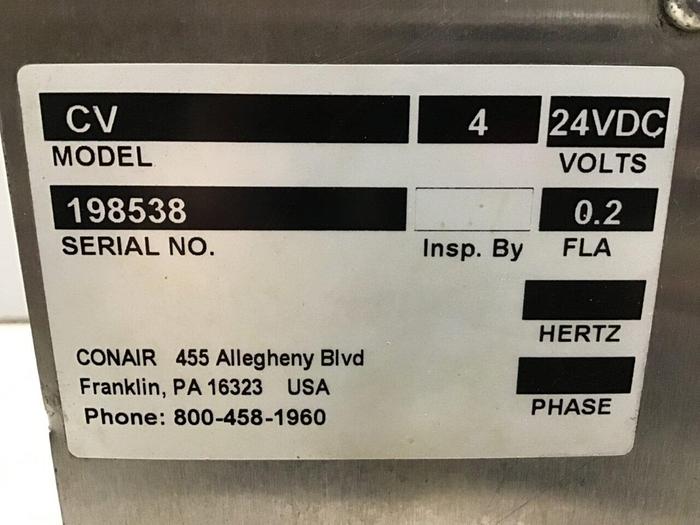 CV 4 24VDC
MODEL VOLTS
198538 0.2
SERIAL NO. Insp. By FLA
HERTZ
CONAIR 455 Allegheny Blvd
Franklin, PA 16323 USA
Phone: 800-458-1960
PHASE